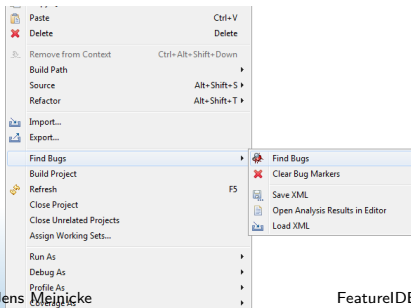 Paste Ctrl+V
Delete Delete
Remove from Context Ctrl+Alt+Shift+Down
Build Path
Source Alt+Shift+S
Refactor Alt+Shift+T
Import...
Export...
Find Bugs Find Bugs
Build Project Clear Bug Markers
Refresh F5 Save XML
Close Project Open Analysis Results in Editor
Close Unrelated Projects Load XML
Assign Working Sets...
Run As
Debug As
Profile As
Coverage As
Meinicke FeatureIDE